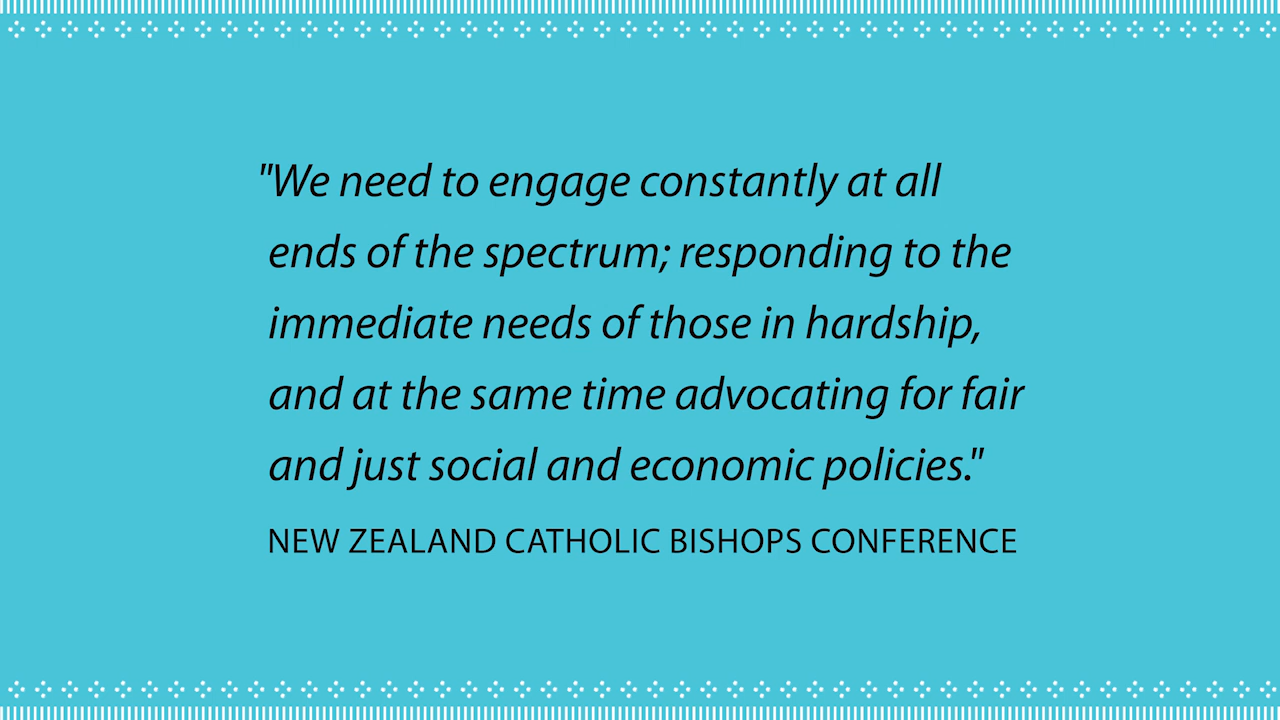 "We need to engage constantly at all
ends of the spectrum; responding to the
immediate needs of those in hardship,
and at the same time advocating for fair
and just social and economic policies."
NEW ZEALAND CATHOLIC BISHOPS CONFERENCE